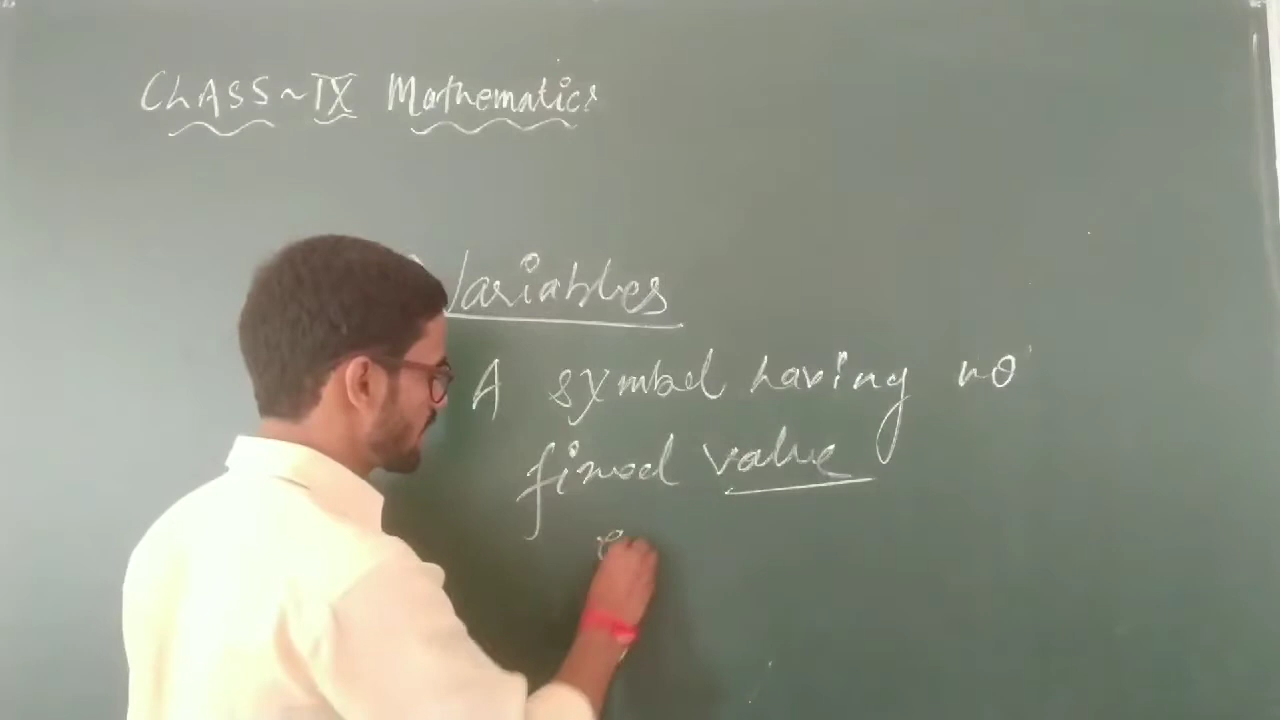 CLASS ~ IX Mathematics
Variables
A symbol having no
fixed value
e